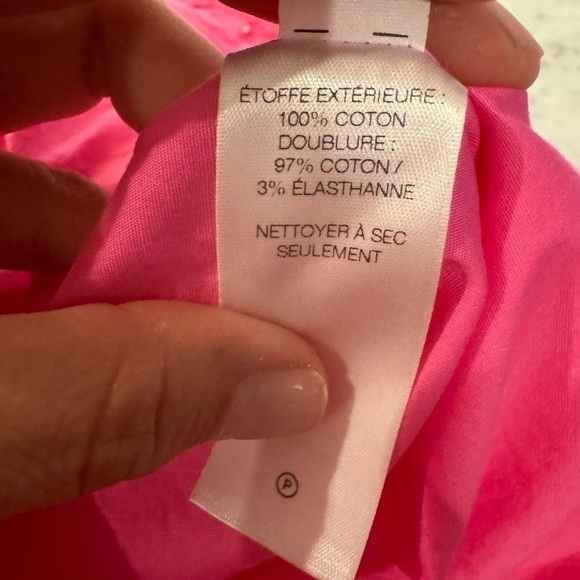 ÉTOFFE EXTÉRIEURE :
100% COTON
DOUBLURE :
97% COTON /
3% ÉLASTHANNE
NETTOYER À SEC
SEULEMENT
P